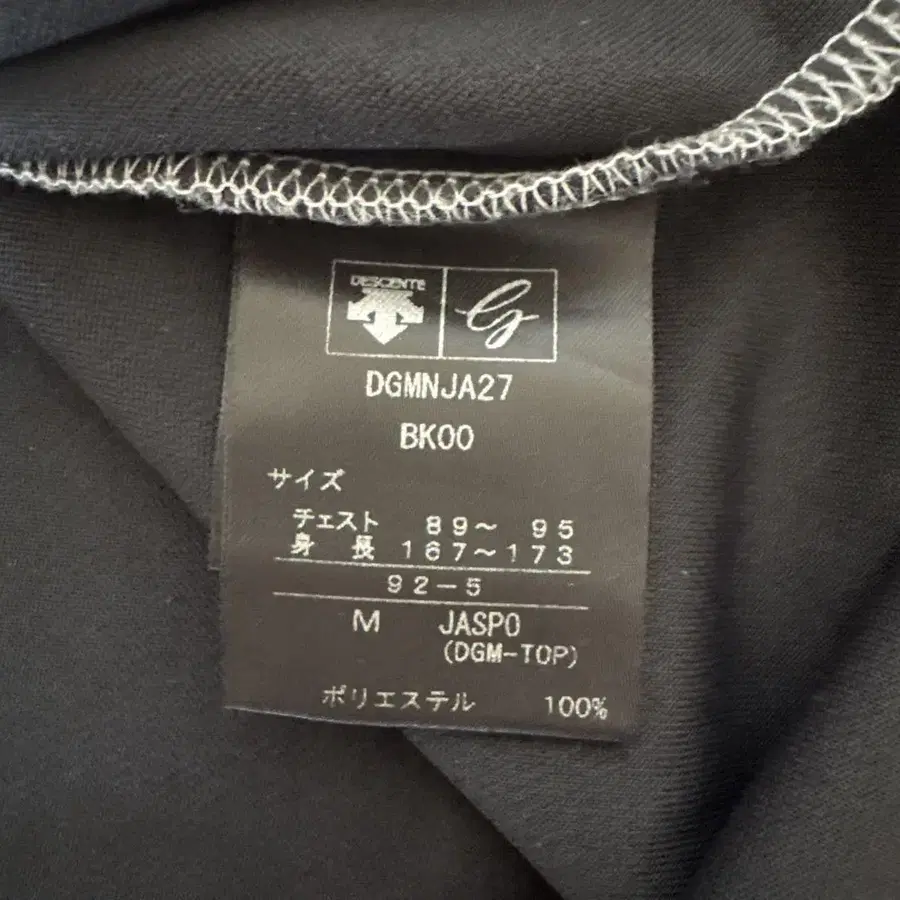 DESCENTE
G
DGMNJA27
BK00
サイズ
チェスト 89～ 95
身 長 167～173
92-5
M JASPO
(DGM-TOP)
ポリエステル 100%